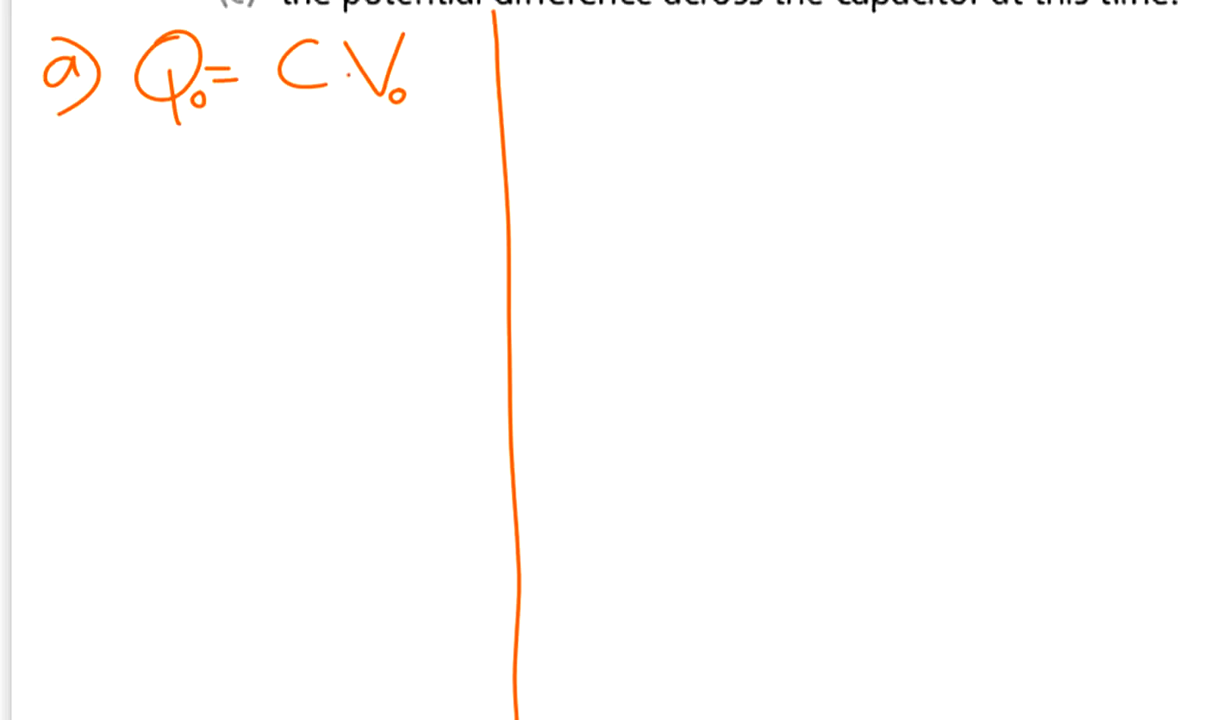 (c) the potential difference across the capacitor at this time.
a) Q₀ = C.V₀